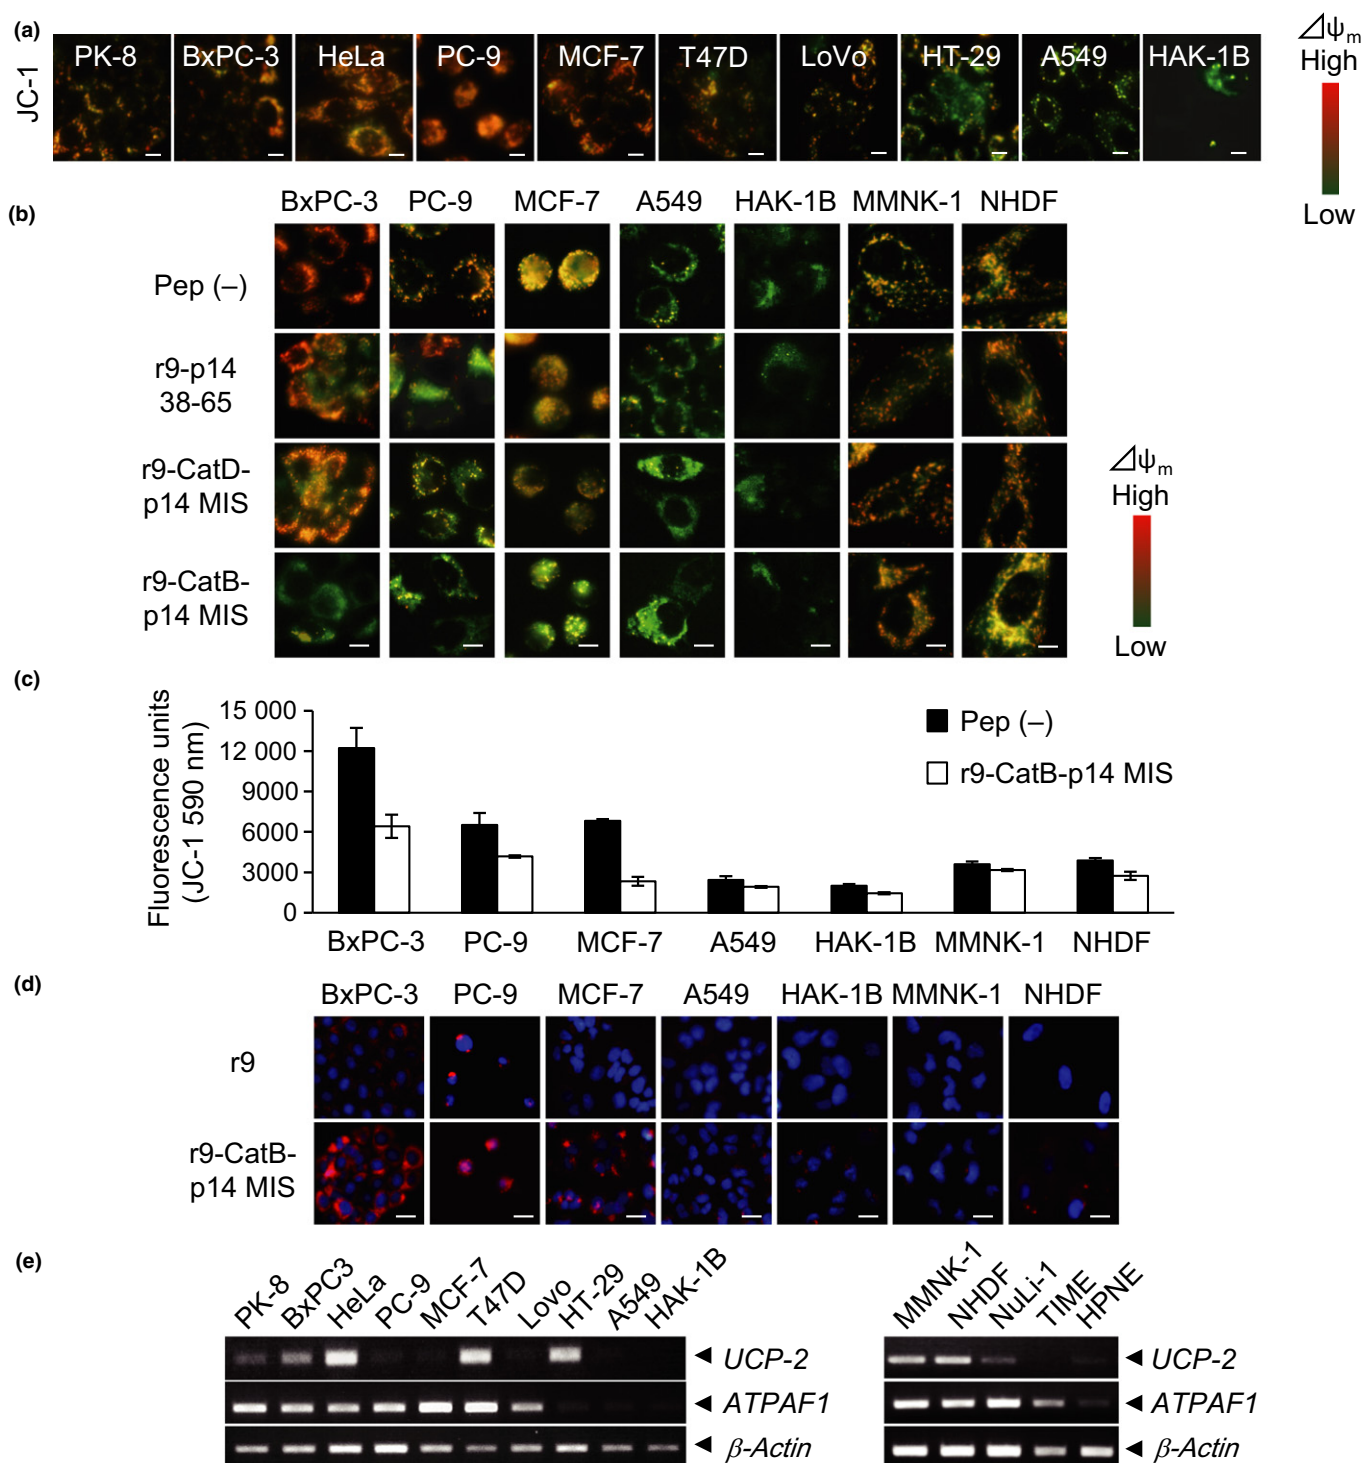 (a)
JC-1
PK-8 BxPC-3 HeLa PC-9 MCF-7 T47D LoVo HT-29 A549 HAK-1B
⊿ψm
High
Low
(b)
BxPC-3 PC-9 MCF-7 A549 HAK-1B MMNK-1 NHDF
Pep (–)
r9-p14
38-65
r9-CatD-
p14 MIS
r9-CatB-
p14 MIS
⊿ψm
High
Low
(c)
Fluorescence units
(JC-1 590 nm)
15 000
12 000
9000
6000
3000
0
Pep (–)
r9-CatB-p14 MIS
BxPC-3 PC-9 MCF-7 A549 HAK-1B MMNK-1 NHDF
(d)
BxPC-3 PC-9 MCF-7 A549 HAK-1B MMNK-1 NHDF
r9
r9-CatB-
p14 MIS
(e)
PK-8 BxPC3 HeLa PC-9 MCF-7 T47D Lovo HT-29 A549 HAK-1B
UCP-2
ATPAF1
β-Actin
MMNK-1 NHDF NuLi-1 TIME HPNE
UCP-2
ATPAF1
β-Actin